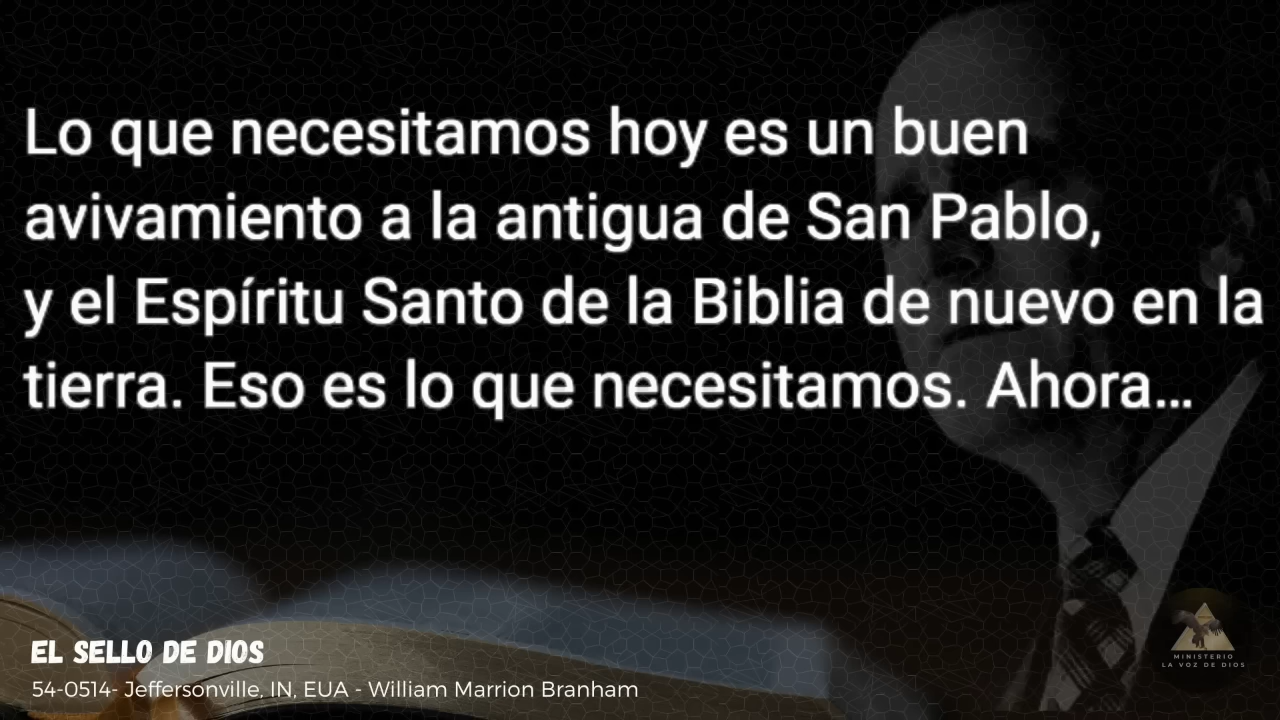 Lo que necesitamos hoy es un buen
avivamiento a la antigua de San Pablo,
y el Espíritu Santo de la Biblia de nuevo en la
tierra. Eso es lo que necesitamos. Ahora...
EL SELLO DE DIOS
54-0514- Jeffersonville, IN, EUA - William Marrion Branham
MINISTERIO
LA VOZ DE DIOS